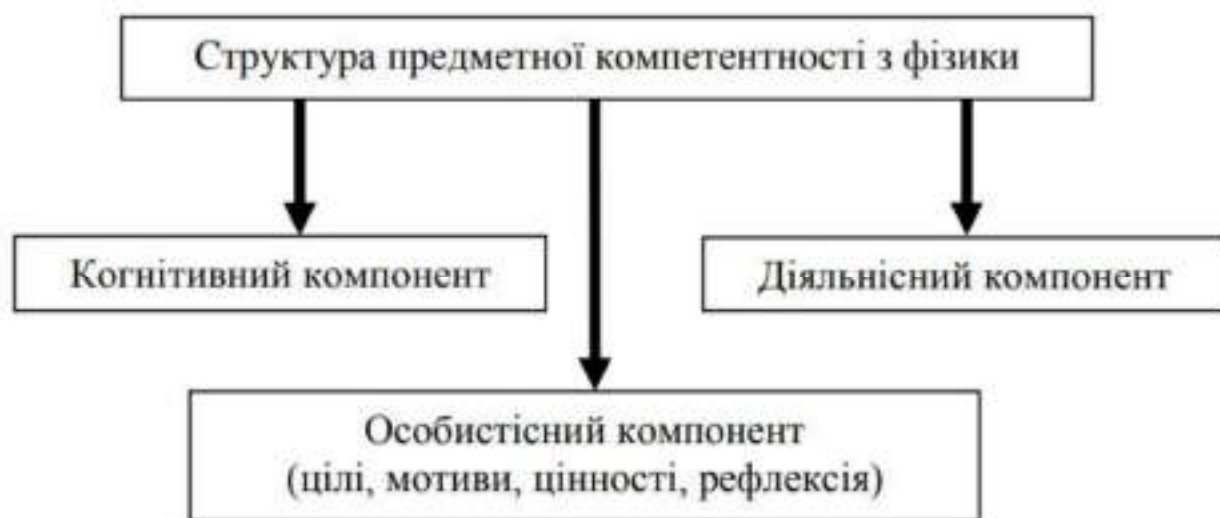 Структура предметної компетентності з фізики
Когнітивний компонент
Діяльнісний компонент
Особистісний компонент
(цілі, мотиви, цінності, рефлексія)